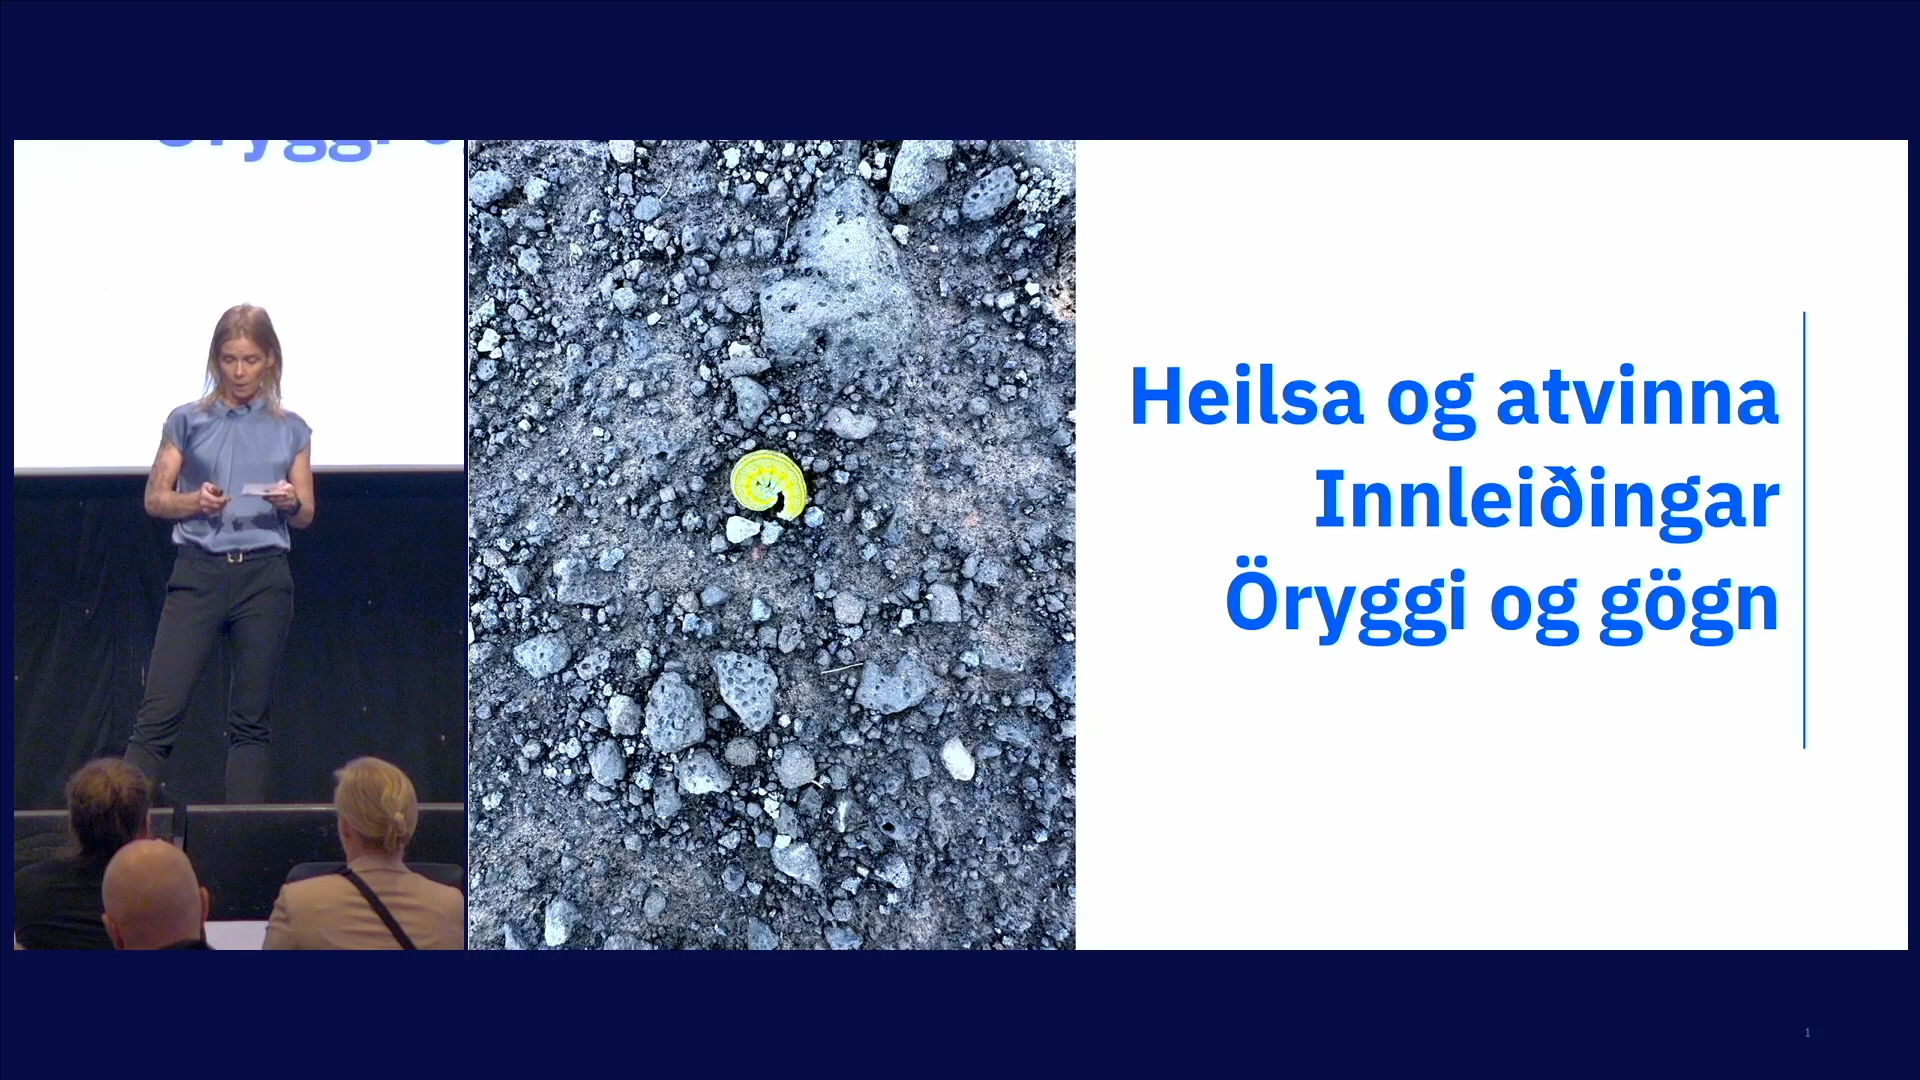 Heilsa og atvinna
Innleiðingar
Öryggi og gögn
1